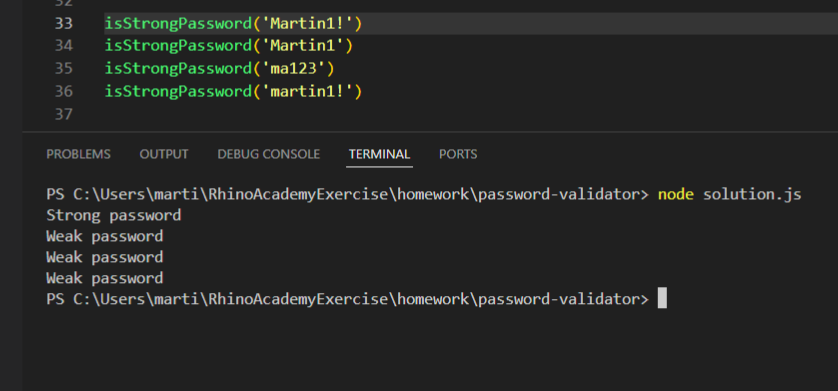 32
33 isStrongPassword('Martin1!')
34 isStrongPassword('Martin1')
35 isStrongPassword('ma123')
36 isStrongPassword('martin1!')
37
PROBLEMS OUTPUT DEBUG CONSOLE TERMINAL PORTS
PS C:\Users\marti\RhinoAcademyExercise\homework\password-validator> node solution.js
Strong password
Weak password
Weak password
Weak password
PS C:\Users\marti\RhinoAcademyExercise\homework\password-validator>